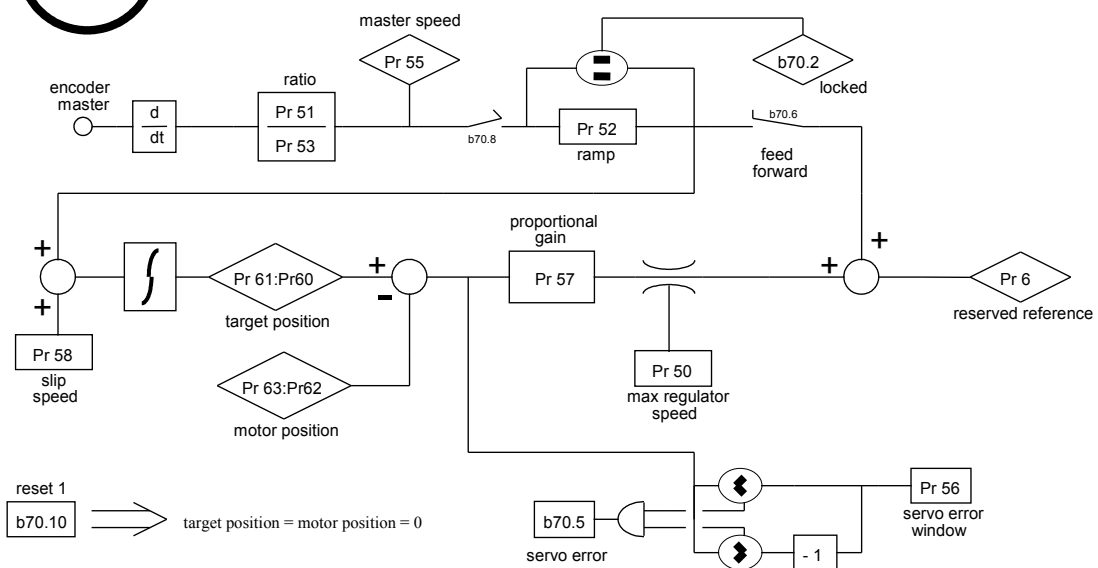 master speed
Pr 55
b70.2
locked
encoder
master
d
dt
ratio
Pr 51
Pr 53
b70.8
Pr 52
ramp
b70.6
feed
forward
proportional
gain
+
+
Pr 61:Pr60
target position
+
-
Pr 57
+
+
Pr 6
reserved reference
Pr 58
slip
speed
Pr 63:Pr62
motor position
Pr 50
max regulator
speed
reset 1
b70.10
target position = motor position = 0
b70.5
servo error
Pr 56
servo error
window
- 1